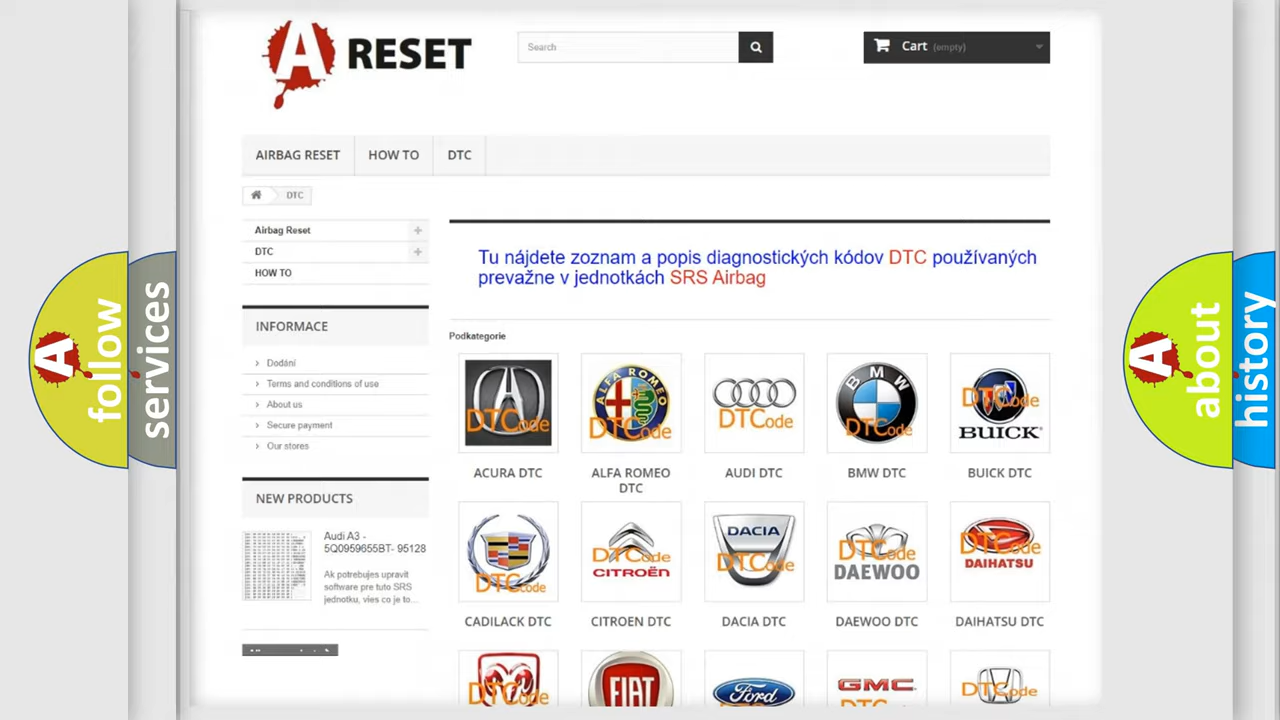 A RESET
Search
Cart (empty)
AIRBAG RESET
HOW TO
DTC
DTC
Airbag Reset
DTC
HOW TO
Tu nájdete zoznam a popis diagnostických kódov DTC používaných
prevažne v jednotkách SRS Airbag
INFORMACE
Dodání
Terms and conditions of use
About us
Secure payment
Our stores
NEW PRODUCTS
Audi A3 -
5Q0959655BT- 95128
Ak potrebujes upravit
software pre tuto SRS
jednotku, vies co je to...
Podkategorie
DTCode
ALFA ROMEO
DTCode
DTCode
BMW
DTCode
DTCode
BUICK
ACURA DTC
ALFA ROMEO
DTC
AUDI DTC
BMW DTC
BUICK DTC
DTCode
DTCode
CITROËN
DACIA
DTCode
DTCode
DAEWOO
DTCode
DAIHATSU
CADILACK DTC
CITROEN DTC
DACIA DTC
DAEWOO DTC
DAIHATSU DTC
DTCode
FIAT
Ford
GMC
DTCode
A follow
services
A about
history